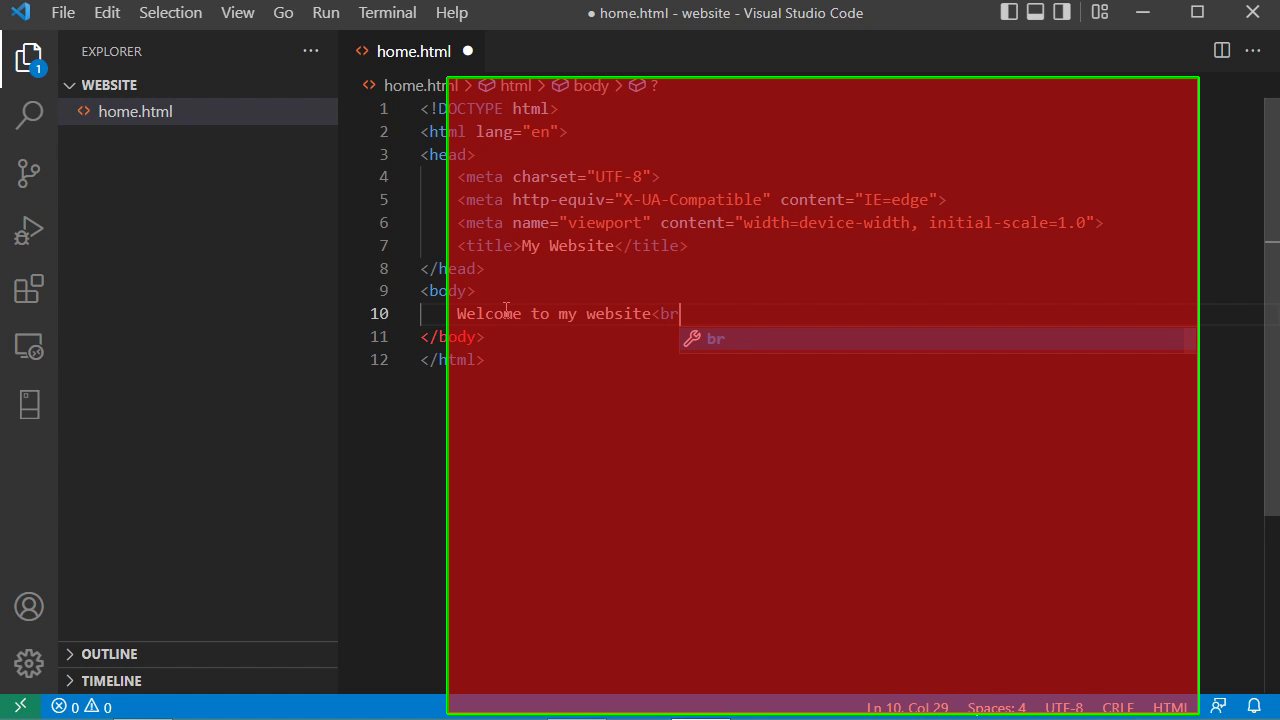 File Edit Selection View Go Run Terminal Help ● home.html - website - Visual Studio Code
EXPLORER ··· home.html ●
WEBSITE
home.html
home.html > html > body > ?
1 <!DOCTYPE html>
2 <html lang="en">
3 <head>
4 <meta charset="UTF-8">
5 <meta http-equiv="X-UA-Compatible" content="IE=edge">
6 <meta name="viewport" content="width=device-width, initial-scale=1.0">
7 <title>My Website</title>
8 </head>
9 <body>
10 Welcome to my website<br
br
11 </body>
12 </html>
1
OUTLINE
TIMELINE
0 0 Ln 10, Col 29 Spaces: 4 UTF-8 CRLF HTML